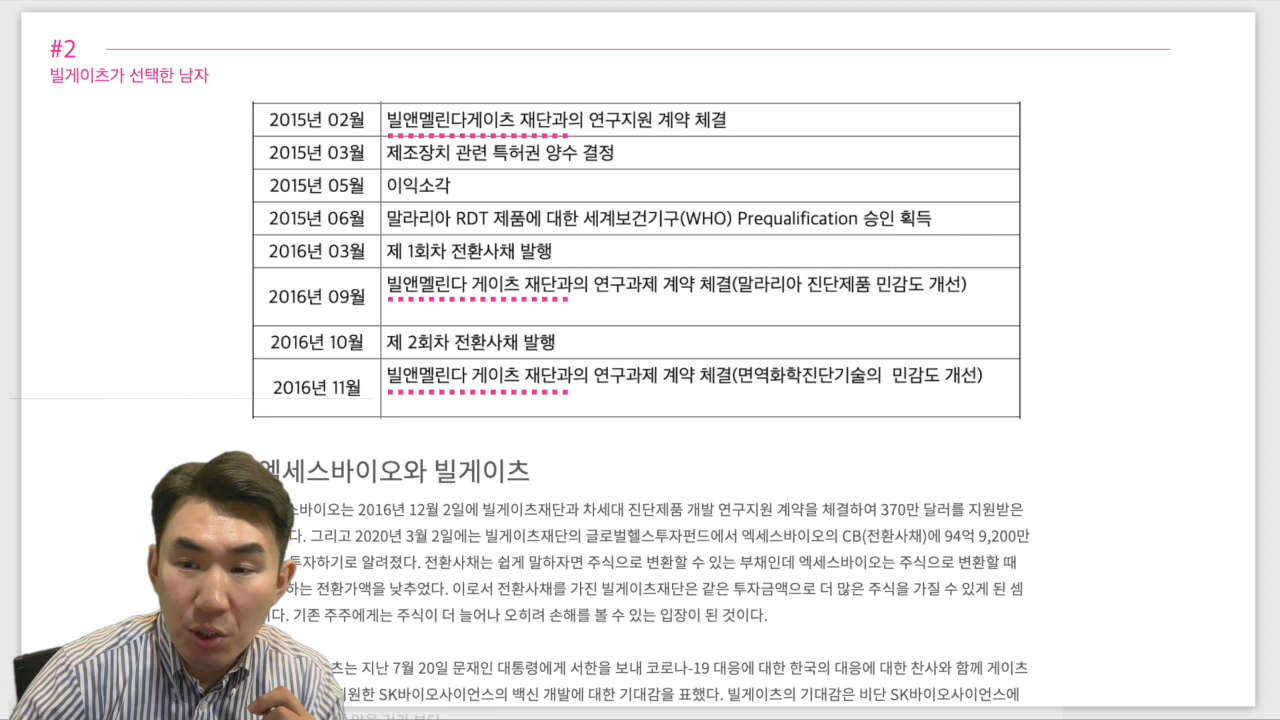 #2
빌게이츠가 선택한 남자
2015년 02월 빌앤멜린다게이츠 재단과의 연구지원 계약 체결
2015년 03월 제조장치 관련 특허권 양수 결정
2015년 05월 이익소각
2015년 06월 말라리아 RDT 제품에 대한 세계보건기구(WHO) Prequalification 승인 획득
2016년 03월 제 1회차 전환사채 발행
2016년 09월 빌앤멜린다 게이츠 재단과의 연구과제 계약 체결(말라리아 진단제품 민감도 개선)
2016년 10월 제 2회차 전환사채 발행
2016년 11월 빌앤멜린다 게이츠 재단과의 연구과제 계약 체결(면역화학진단기술의 민감도 개선)
엑세스바이오와 빌게이츠
스바이오는 2016년 12월 2일에 빌게이츠재단과 차세대 진단제품 개발 연구지원 계약을 체결하여 370만 달러를 지원받은
다. 그리고 2020년 3월 2일에는 빌게이츠재단의 글로벌헬스투자펀드에서 엑세스바이오의 CB(전환사채)에 94억 9,200만
투자하기로 알려졌다. 전환사채는 쉽게 말하자면 주식으로 변환할 수 있는 부채인데 엑세스바이오는 주식으로 변환할 때
하는 전환가액을 낮추었다. 이로서 전환사채를 가진 빌게이츠재단은 같은 투자금액으로 더 많은 주식을 가질 수 있게 된 셈
다. 기존 주주에게는 주식이 더 늘어나 오히려 손해를 볼 수 있는 입장이 된 것이다.
츠는 지난 7월 20일 문재인 대통령에게 서한을 보내 코로나-19 대응에 대한 한국의 대응에 대한 찬사와 함께 게이츠
지원한 SK바이오사이언스의 백신 개발에 대한 기대감을 표했다. 빌게이츠의 기대감은 비단 SK바이오사이언스에